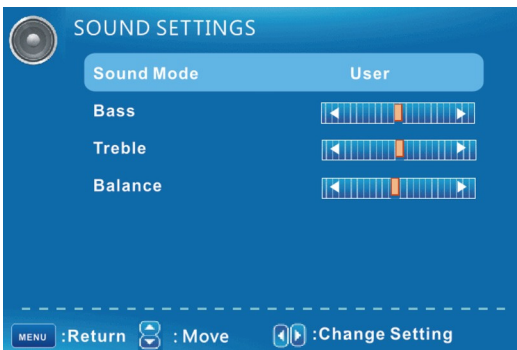 SOUND SETTINGS
Sound Mode User
Bass
Treble
Balance
MENU :Return : Move :Change Setting